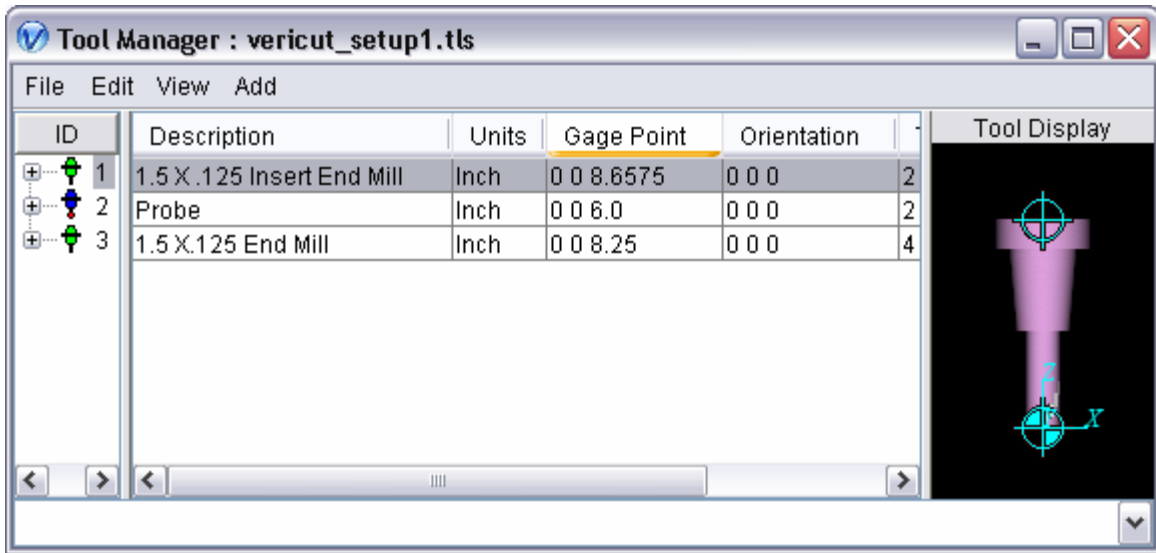 Tool Manager : vericut_setup1.tls
File Edit View Add
ID Description Units Gage Point Orientation Tool Display
1 1.5 X .125 Insert End Mill Inch 0 0 8.6575 0 0 0 2
2 Probe Inch 0 0 6.0 0 0 0 2
3 1.5 X.125 End Mill Inch 0 0 8.25 0 0 0 4
Z
X